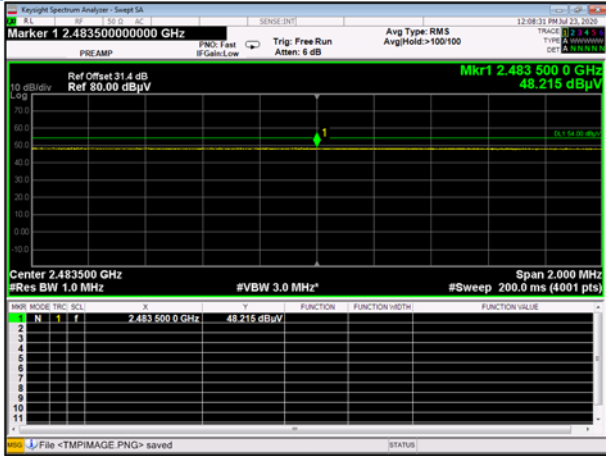 Keysight Spectrum Analyzer - Swept SA
RL RF 50 Ω AC SENSE:INT 12:08:31 PM Jul 23, 2020
Marker 1 2.483500000000 GHz
PREAMP
PNO: Fast
IFGain:Low
Trig: Free Run
Atten: 6 dB
Avg Type: RMS
Avg|Hold:>100/100
TRACE 1 2 3 4 5 6
TYPE A WWWWW
DET A N N N N N
Ref Offset 31.4 dB
10 dB/div Ref 80.00 dBµV
Log
Mkr1 2.483 500 0 GHz
48.215 dBµV
70.0
60.0
1
DL1 54.00 dBµV
50.0
40.0
30.0
20.0
10.0
0.00
-10.0
Center 2.483500 GHz Span 2.000 MHz
#Res BW 1.0 MHz #VBW 3.0 MHz* #Sweep 200.0 ms (4001 pts)
MKR MODE TRC SCL X Y FUNCTION FUNCTION WIDTH FUNCTION VALUE
1 N 1 f 2.483 500 0 GHz 48.215 dBµV
2
3
4
5
6
7
8
9
10
11
MSG File <TMPIMAGE.PNG> saved STATUS